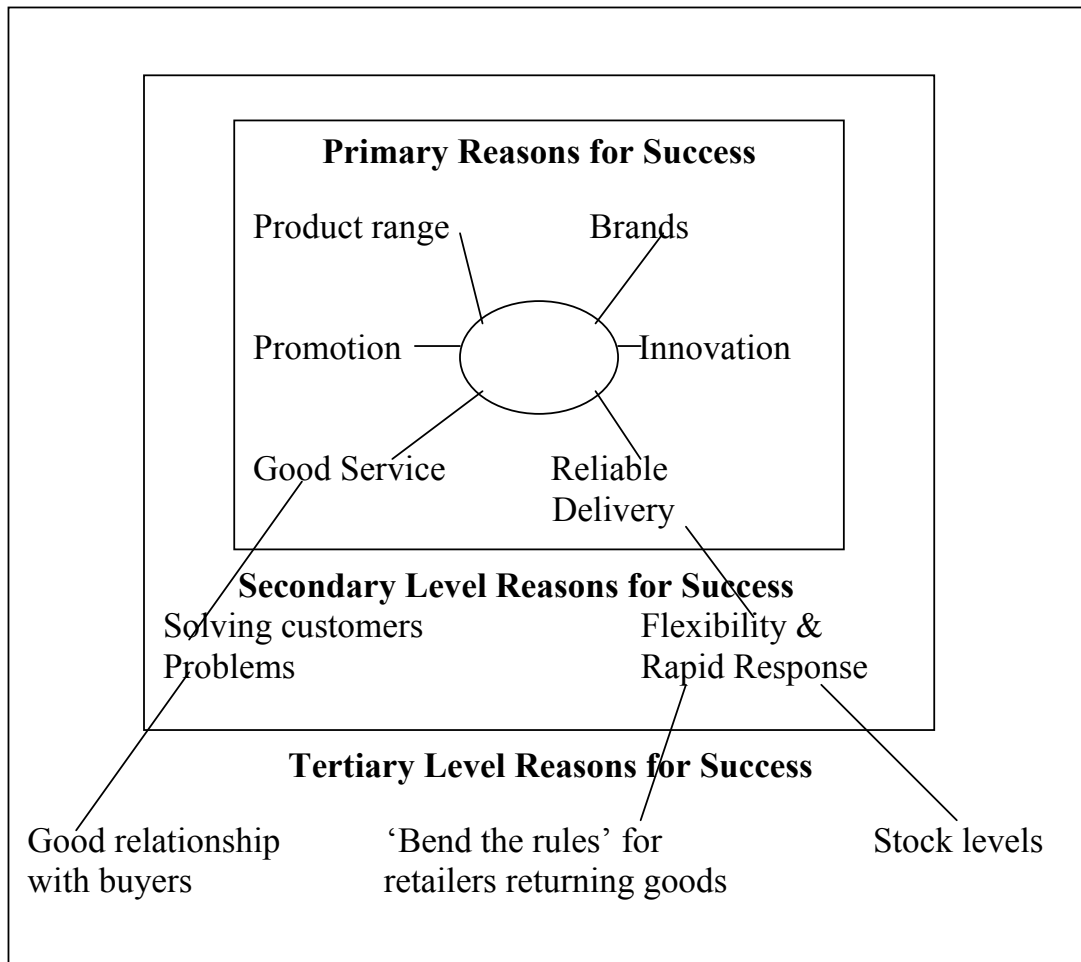 Primary Reasons for Success
Product range
Brands
Promotion
Innovation
Good Service
Reliable
Delivery
Secondary Level Reasons for Success
Solving customers
Problems
Flexibility &
Rapid Response
Tertiary Level Reasons for Success
Good relationship
with buyers
‘Bend the rules’ for
retailers returning goods
Stock levels